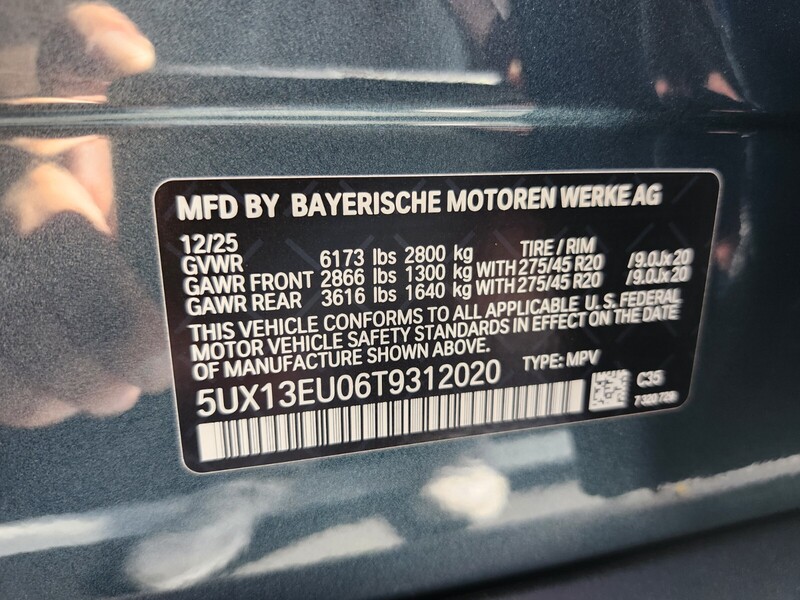 MFD BY BAYERISCHE MOTOREN WERKE AG
12/25
GVWR 6173 lbs 2800 kg TIRE / RIM
GAWR FRONT 2866 lbs 1300 kg WITH 275/45 R20 /9.0Jx20
GAWR REAR 3616 lbs 1640 kg WITH 275/45 R20 /9.0Jx20
THIS VEHICLE CONFORMS TO ALL APPLICABLE U.S. FEDERAL
MOTOR VEHICLE SAFETY STANDARDS IN EFFECT ON THE DATE
OF MANUFACTURE SHOWN ABOVE.
5UX13EU06T9312020 TYPE: MPV
C35